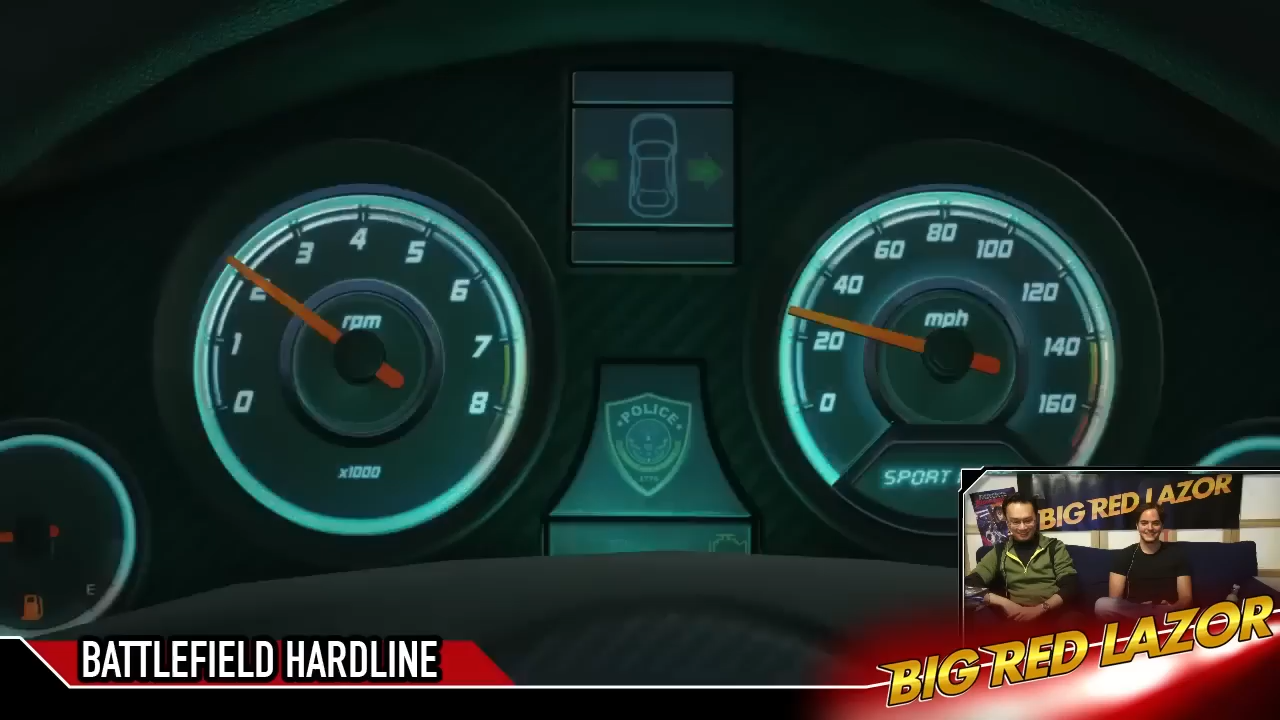 0 1 2 3 4 5 6 7 8
rpm
x1000
POLICE
0 20 40 60 80 100 120 140 160
mph
SPORT
E
BIG RED LAZOR
BATTLEFIELD HARDLINE
BIG RED LAZOR